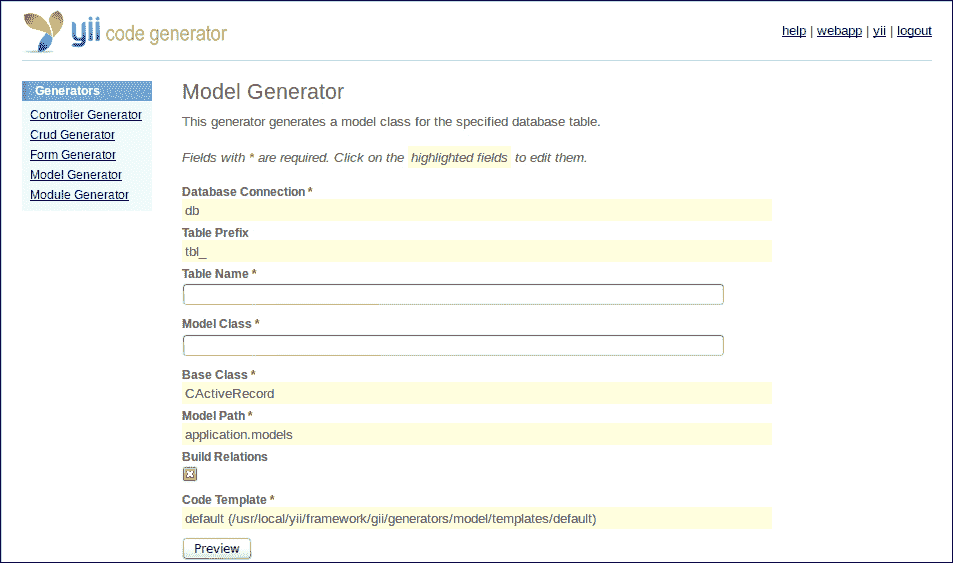 yii code generator
help | webapp | yii | logout
Generators
Controller Generator
Crud Generator
Form Generator
Model Generator
Module Generator
Model Generator
This generator generates a model class for the specified database table.
Fields with * are required. Click on the highlighted fields to edit them.
Database Connection *
db
Table Prefix
tbl_
Table Name *
Model Class *
Base Class *
CActiveRecord
Model Path *
application.models
Build Relations
Code Template *
default (/usr/local/yii/framework/gii/generators/model/templates/default)
Preview